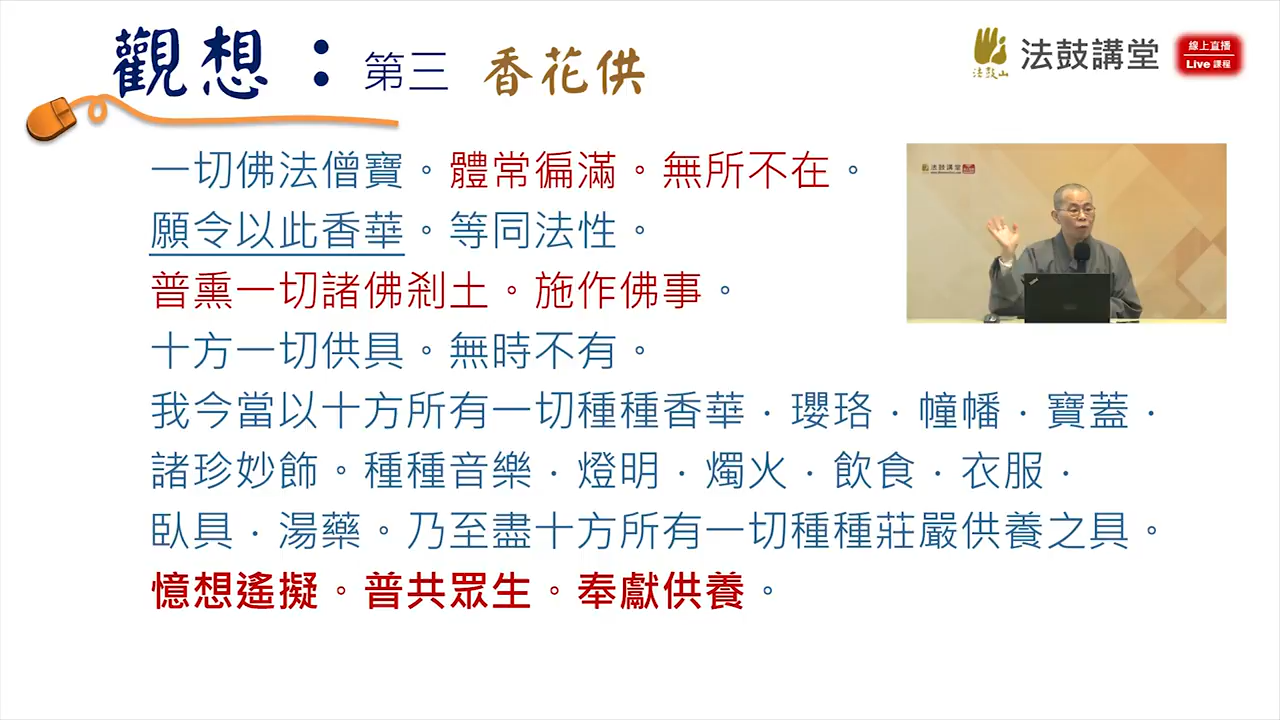 觀想：第三 香花供
法鼓山
法鼓講堂
線上直播
Live 課程
一切佛法僧寶。體常徧滿。無所不在。
願令以此香華。等同法性。
普熏一切諸佛剎土。施作佛事。
十方一切供具。無時不有。
我今當以十方所有一切種種香華．瓔珞．幢幡．寶蓋．
諸珍妙飾。種種音樂．燈明．燭火．飲食．衣服．
臥具．湯藥。乃至盡十方所有一切種種莊嚴供養之具。
憶想遙擬。普共眾生。奉獻供養。
法鼓講堂